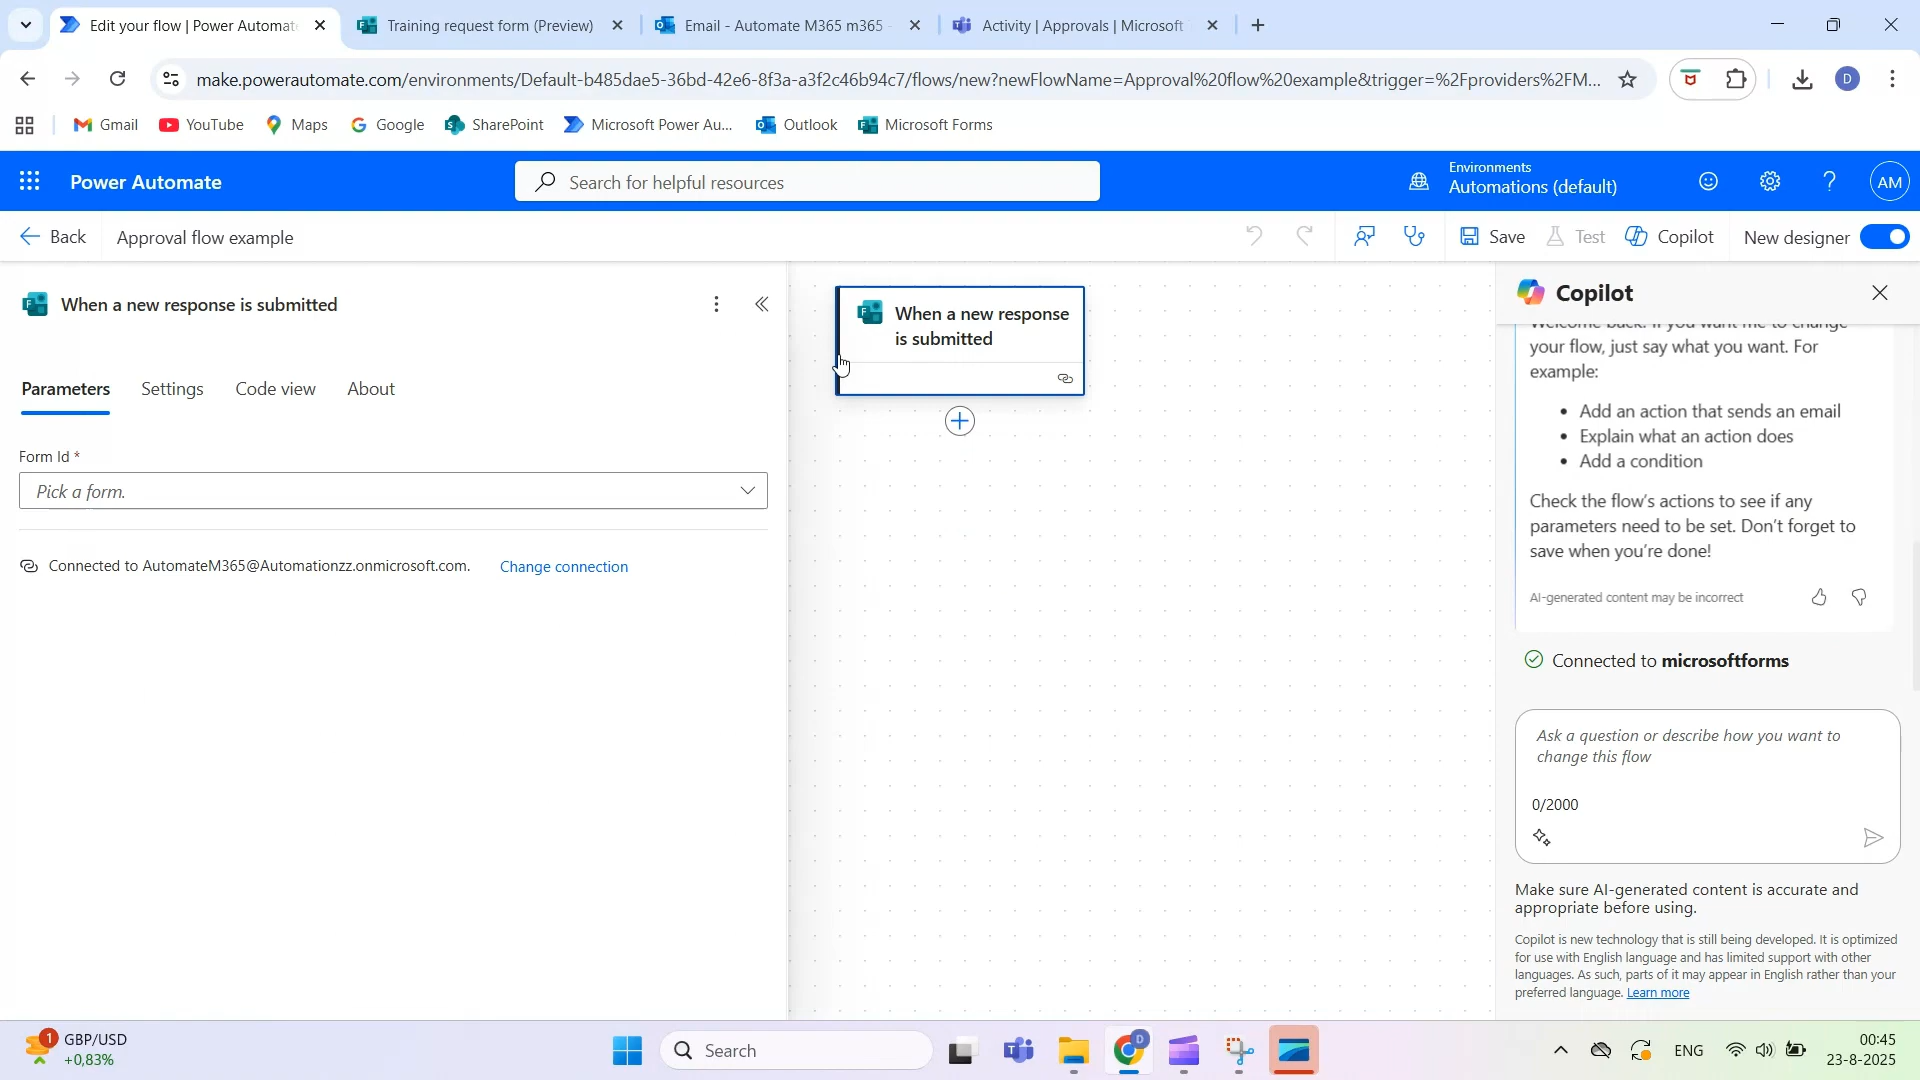 Edit your flow | Power Automat
Training request form (Preview)
Email - Automate M365 m365
Activity | Approvals | Microsoft
make.powerautomate.com/environments/Default-b485dae5-36bd-42e6-8f3a-a3f2c46b94c7/flows/new?newFlowName=Approval%20flow%20example&trigger=%2Fproviders%2FM...
D
Gmail
YouTube
Maps
Google
SharePoint
Microsoft Power Au...
Outlook
Microsoft Forms
Power Automate
Search for helpful resources
Environments
Automations (default)
AM
Back
Approval flow example
Save
Test
Copilot
New designer
When a new response is submitted
Parameters
Settings
Code view
About
Form Id *
Pick a form.
Connected to AutomateM365@Automationzz.onmicrosoft.com.
Change connection
When a new response
is submitted
Copilot
Welcome back! If you want me to change
your flow, just say what you want. For
example:
• Add an action that sends an email
• Explain what an action does
• Add a condition
Check the flow's actions to see if any
parameters need to be set. Don't forget to
save when you're done!
AI-generated content may be incorrect
Connected to microsoftforms
Ask a question or describe how you want to
change this flow
0/2000
Make sure AI-generated content is accurate and
appropriate before using.
Copilot is new technology that is still being developed. It is optimized
for use with English language and has limited support with other
languages. As such, parts of it may appear in English rather than your
preferred language. Learn more
1
GBP/USD
+0,83%
Search
D
ENG
00:45
23-8-2025